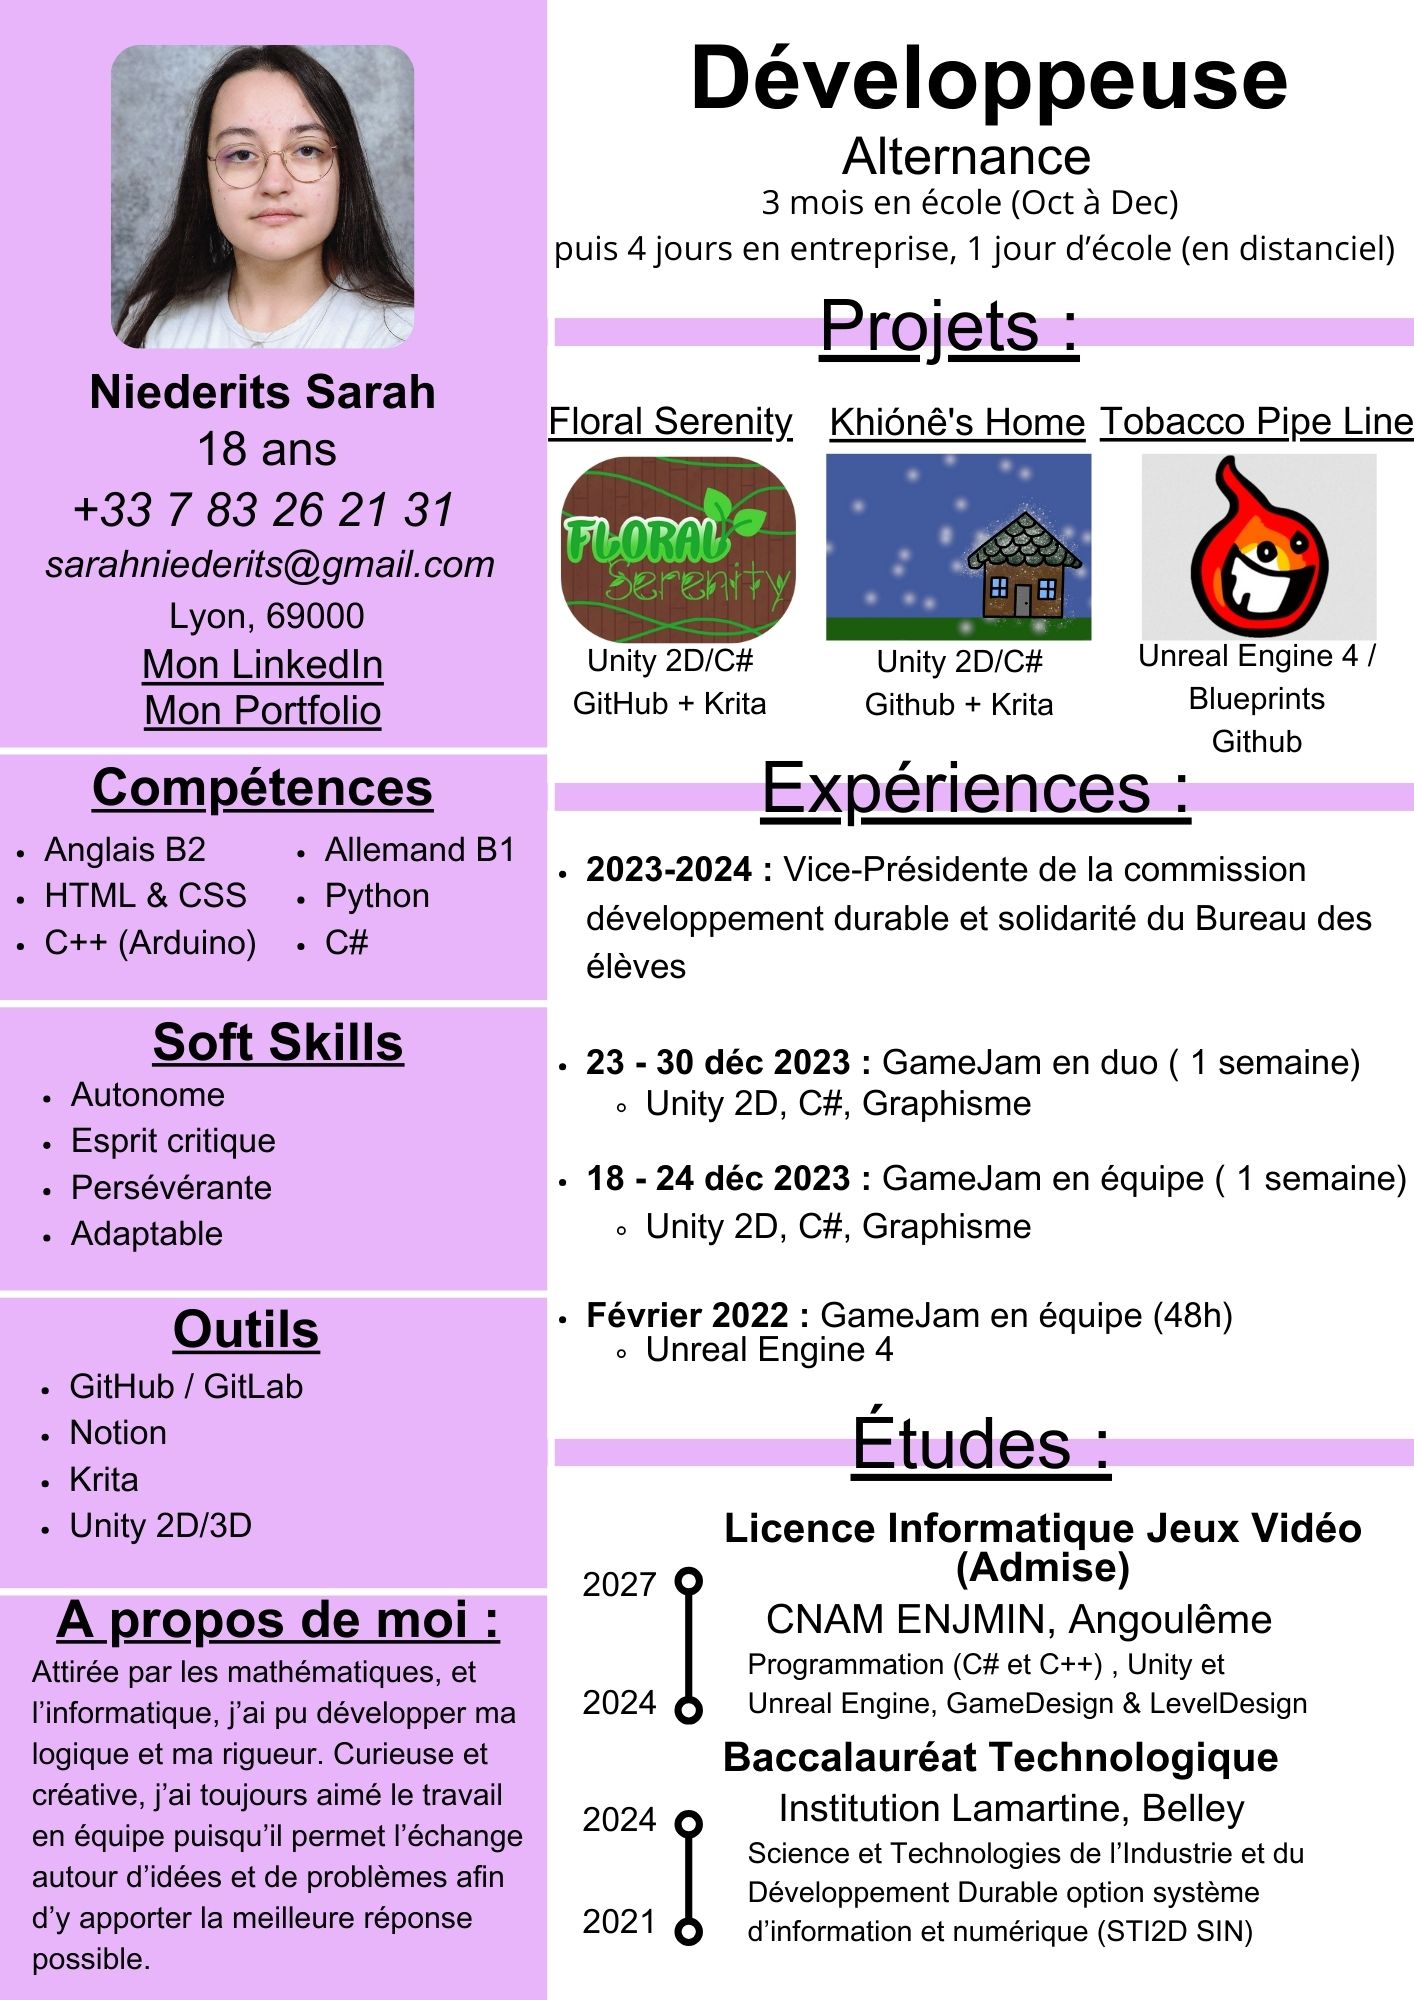 Niederits Sarah
18 ans
+33 7 83 26 21 31
sarahniederits@gmail.com
Lyon, 69000
Mon LinkedIn
Mon Portfolio
Compétences
Anglais B2
HTML & CSS
C++ (Arduino)
Allemand B1
Python
C#
Soft Skills
Autonome
Esprit critique
Persévérante
Adaptable
Outils
GitHub / GitLab
Notion
Krita
Unity 2D/3D
A propos de moi :
Attirée par les mathématiques, et
l’informatique, j’ai pu développer ma
logique et ma rigueur. Curieuse et
créative, j’ai toujours aimé le travail
en équipe puisqu’il permet l’échange
autour d’idées et de problèmes afin
d’y apporter la meilleure réponse
possible.
Développeuse
Alternance
3 mois en école (Oct à Dec)
puis 4 jours en entreprise, 1 jour d’école (en distanciel)
Projets :
Floral Serenity
FLORAL
Serenity
Unity 2D/C#
GitHub + Krita
Khiónê's Home
Unity 2D/C#
Github + Krita
Tobacco Pipe Line
Unreal Engine 4 /
Blueprints
Github
Expériences :
2023-2024 : Vice-Présidente de la commission
développement durable et solidarité du Bureau des
élèves
23 - 30 déc 2023 : GameJam en duo ( 1 semaine)
Unity 2D, C#, Graphisme
18 - 24 déc 2023 : GameJam en équipe ( 1 semaine)
Unity 2D, C#, Graphisme
Février 2022 : GameJam en équipe (48h)
Unreal Engine 4
Études :
Licence Informatique Jeux Vidéo
(Admise)
2027
CNAM ENJMIN, Angoulême
Programmation (C# et C++) , Unity et
2024
Unreal Engine, GameDesign & LevelDesign
Baccalauréat Technologique
Institution Lamartine, Belley
2024
Science et Technologies de l’Industrie et du
Développement Durable option système
2021
d’information et numérique (STI2D SIN)